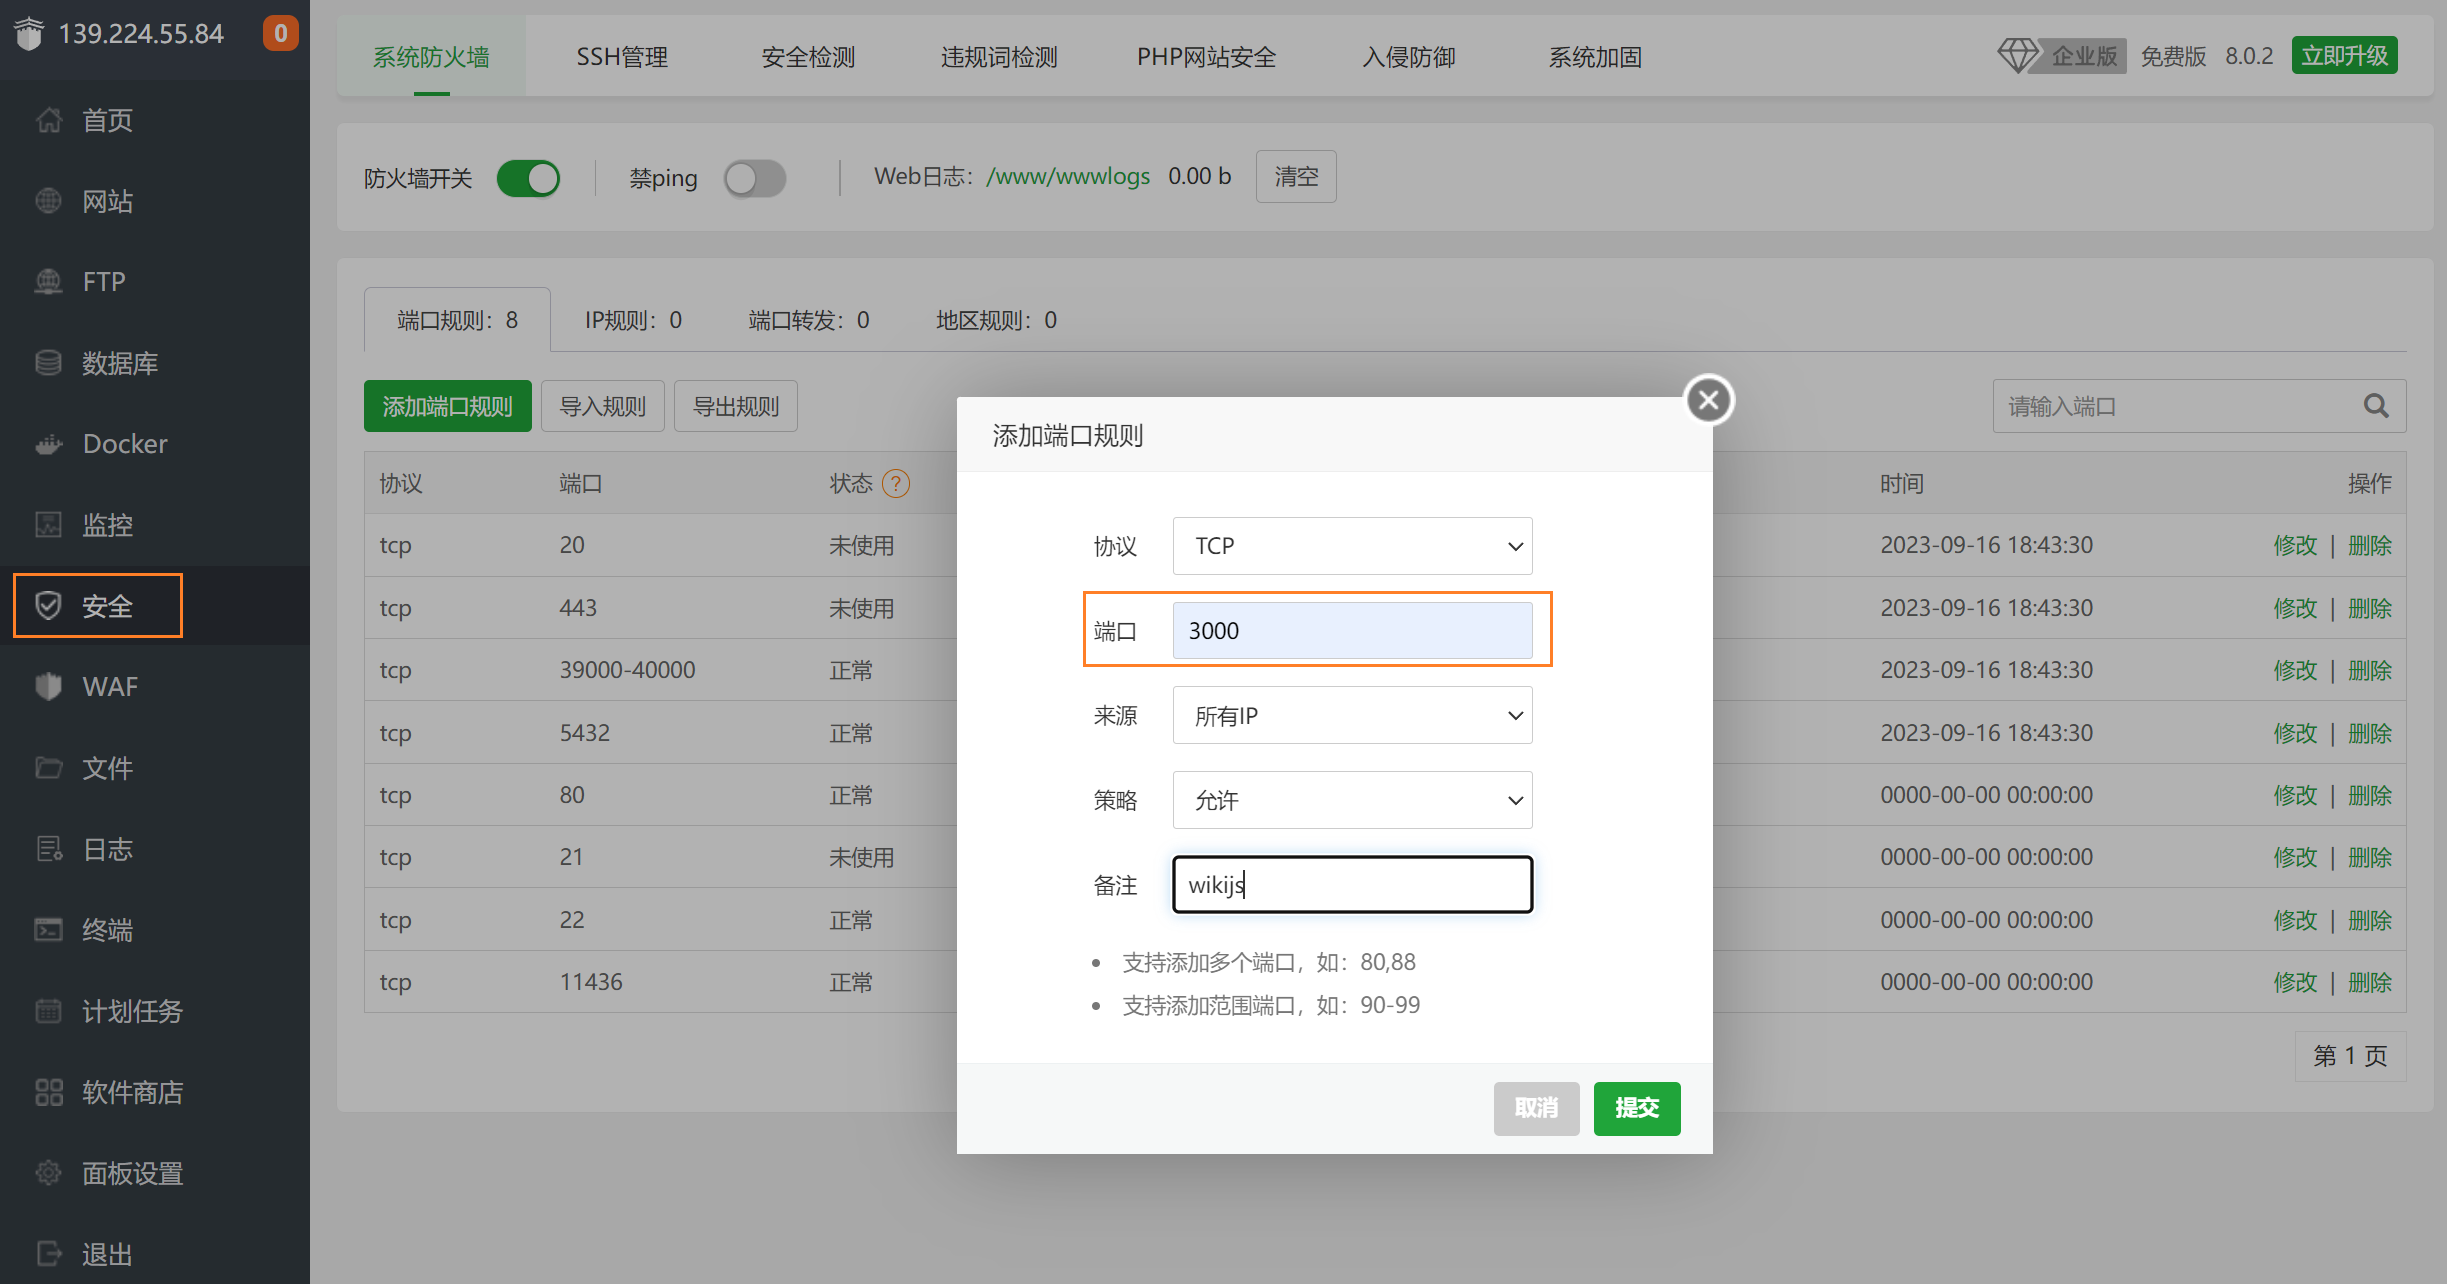 139.224.55.84 0
首页
网站
FTP
数据库
Docker
监控
安全
WAF
文件
日志
终端
计划任务
软件商店
面板设置
退出
系统防火墙 SSH管理 安全检测 违规词检测 PHP网站安全 入侵防御 系统加固 企业版 免费版 8.0.2 立即升级
防火墙开关 禁ping Web日志：/www/wwwlogs 0.00 b 清空
端口规则：8 IP规则：0 端口转发：0 地区规则：0
添加端口规则 导入规则 导出规则 请输入端口
协议 端口 状态 ? 时间 操作
tcp 20 未使用 2023-09-16 18:43:30 修改 | 删除
tcp 443 未使用 2023-09-16 18:43:30 修改 | 删除
tcp 39000-40000 正常 2023-09-16 18:43:30 修改 | 删除
tcp 5432 正常 2023-09-16 18:43:30 修改 | 删除
tcp 80 正常 0000-00-00 00:00:00 修改 | 删除
tcp 21 未使用 0000-00-00 00:00:00 修改 | 删除
tcp 22 正常 0000-00-00 00:00:00 修改 | 删除
tcp 11436 正常 0000-00-00 00:00:00 修改 | 删除
第 1 页
添加端口规则
协议 TCP
端口 3000
来源 所有IP
策略 允许
备注 wikijs
支持添加多个端口，如：80,88
支持添加范围端口，如：90-99
取消 提交